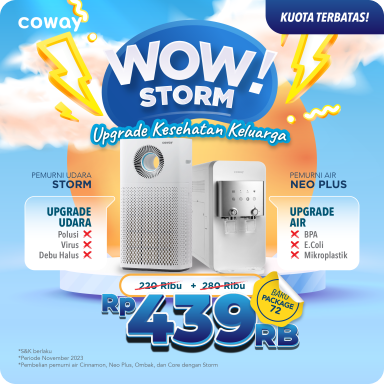 coway
KUOTA TERBATAS!
WOW!
STORM
Upgrade Kesehatan Keluarga
PEMURNI UDARA
STORM
PEMURNI AIR
NEO PLUS
UPGRADE
UDARA
Polusi ❌
Virus ❌
Debu Halus ❌
UPGRADE
AIR
❌ BPA
❌ E.Coli
❌ Mikroplastik
220 Ribu + 280 Ribu
Rp 439 RB
BARU
PACKAGE
72
*S&K berlaku
*Periode November 2023
*Pembelian pemurni air Cinnamon, Neo Plus, Ombak, dan Core dengan Storm